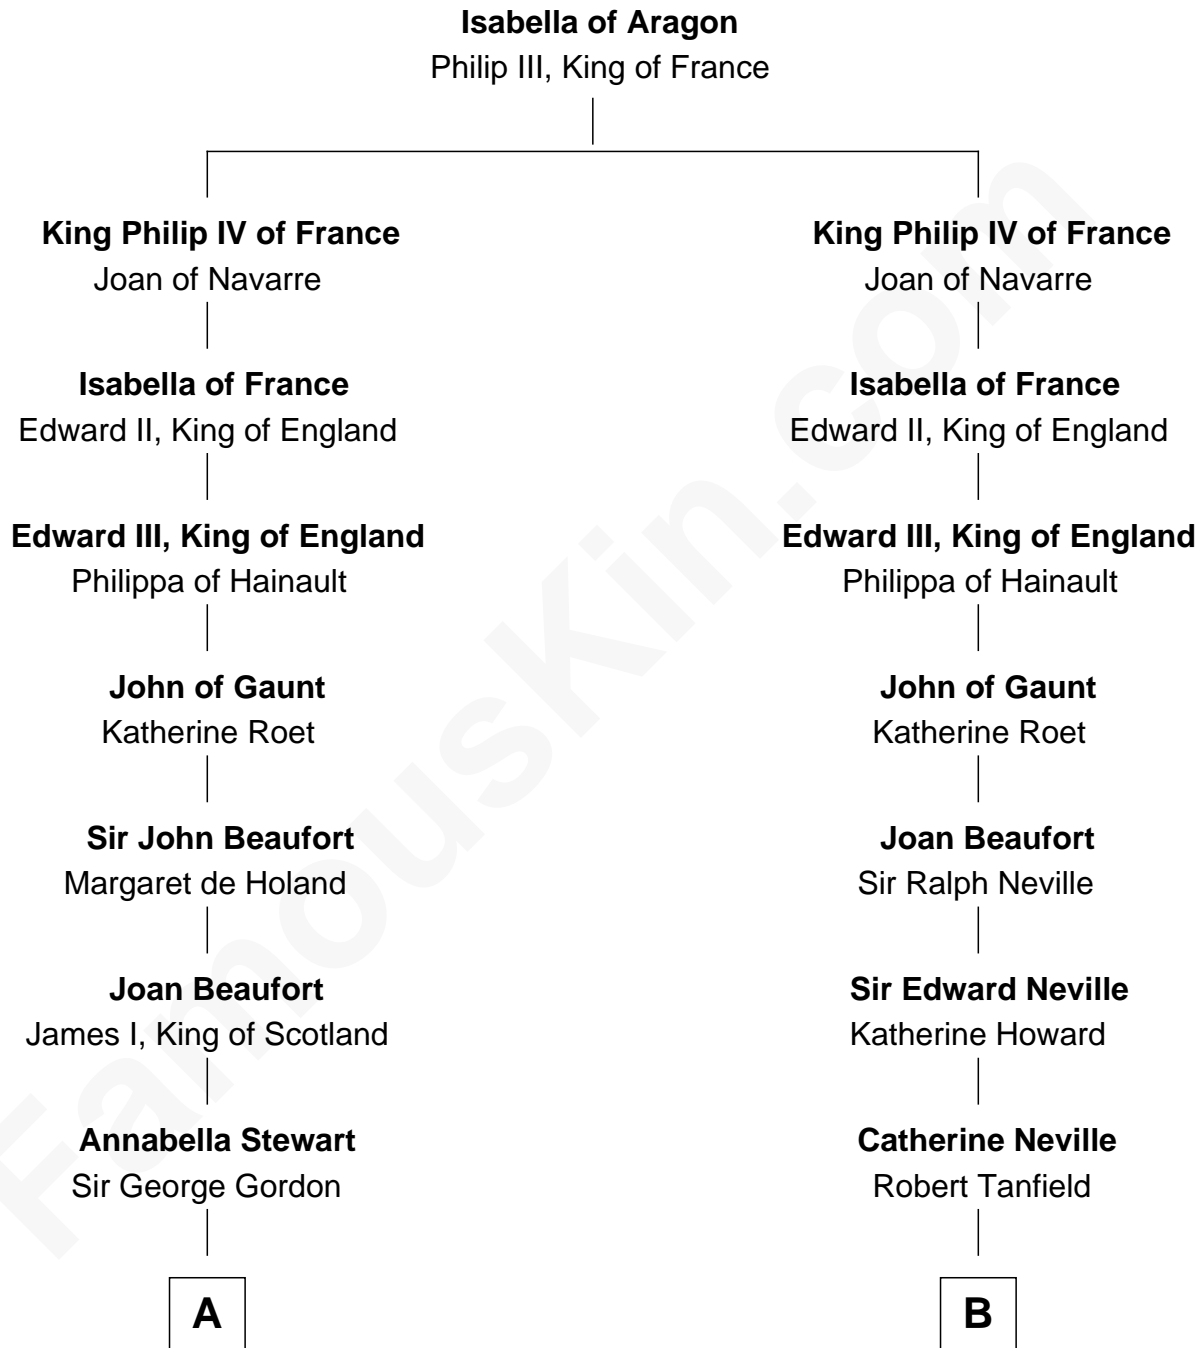 Isabella of Aragon
Philip III, King of France
King Philip IV of France
Joan of Navarre
Isabella of France
Edward II, King of England
Edward III, King of England
Philippa of Hainault
John of Gaunt
Katherine Roet
Sir John Beaufort
Margaret de Holand
Joan Beaufort
James I, King of Scotland
Annabella Stewart
Sir George Gordon
A
King Philip IV of France
Joan of Navarre
Isabella of France
Edward II, King of England
Edward III, King of England
Philippa of Hainault
John of Gaunt
Katherine Roet
Joan Beaufort
Sir Ralph Neville
Sir Edward Neville
Katherine Howard
Catherine Neville
Robert Tanfield
B
FamousKin.com